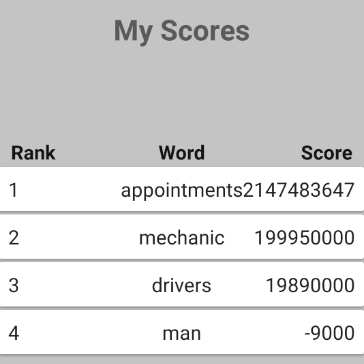 My Scores
Rank Word Score
1 appointments2147483647
2 mechanic 199950000
3 drivers 19890000
4 man -9000